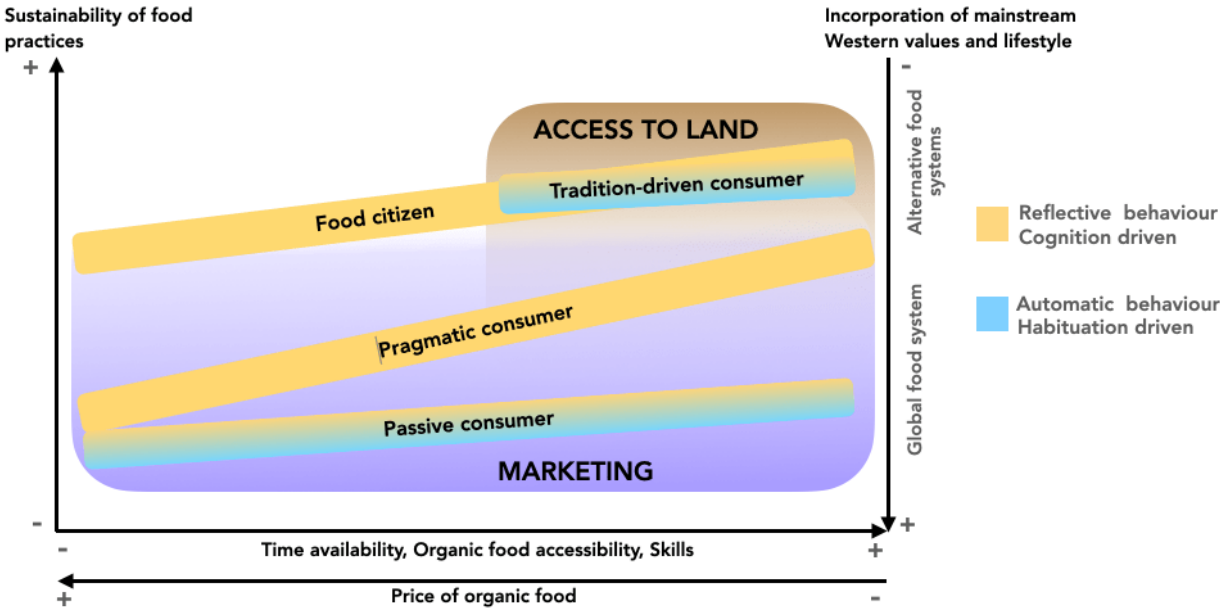 Sustainability of food
practices
Incorporation of mainstream
Western values and lifestyle
+
-
ACCESS TO LAND
Tradition-driven consumer
Food citizen
Pragmatic consumer
Passive consumer
MARKETING
Alternative food
systems
Global food system
Reflective behaviour
Cognition driven
Automatic behaviour
Habituation driven
-
+
-
Time availability, Organic food accessibility, Skills
+
+
Price of organic food
-